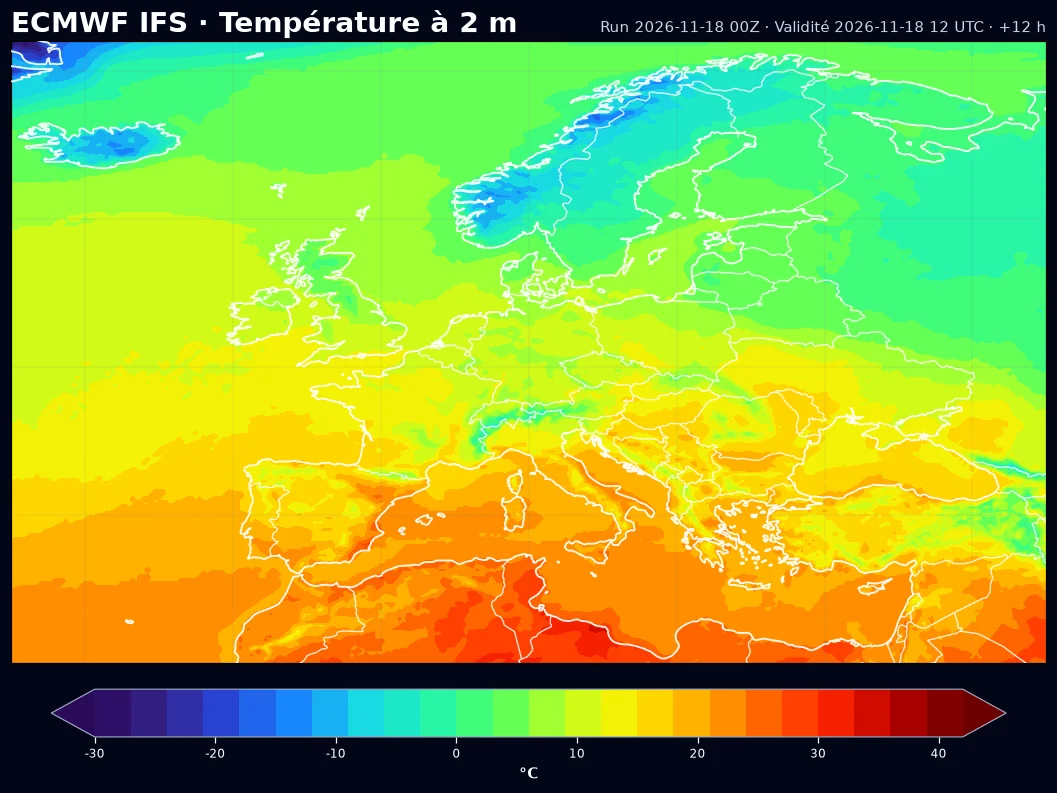 ECMWF IFS · Température à 2 m
Run 2026-11-18 00Z · Validité 2026-11-18 12 UTC · +12 h
-30 -20 -10 0 10 20 30 40
°C